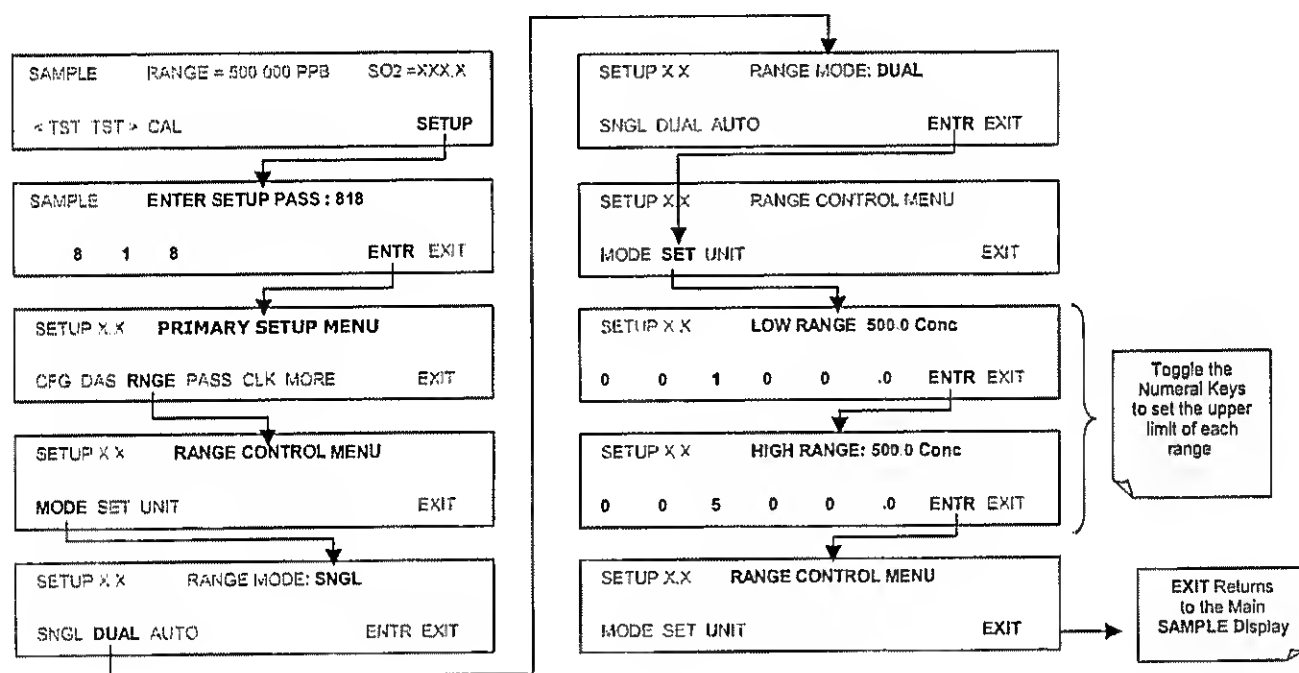 SAMPLE RANGE = 500.000 PPB SO2 =XXX.X
< TST TST > CAL SETUP
SAMPLE ENTER SETUP PASS : 818
8 1 8 ENTR EXIT
SETUP X.X PRIMARY SETUP MENU
CFG DAS RNGE PASS CLK MORE EXIT
SETUP X.X RANGE CONTROL MENU
MODE SET UNIT EXIT
SETUP X.X RANGE MODE: SNGL
SNGL DUAL AUTO ENTR EXIT
SETUP X.X RANGE MODE: DUAL
SNGL DUAL AUTO ENTR EXIT
SETUP X.X RANGE CONTROL MENU
MODE SET UNIT EXIT
SETUP X.X LOW RANGE 500.0 Conc
0 0 1 0 0 .0 ENTR EXIT
SETUP X.X HIGH RANGE: 500.0 Conc
0 0 5 0 0 .0 ENTR EXIT
SETUP X.X RANGE CONTROL MENU
MODE SET UNIT EXIT
Toggle the
Numeral Keys
to set the upper
limit of each
range
EXIT Returns
to the Main
SAMPLE Display